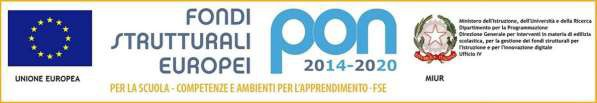 UNIONE EUROPEA
FONDI
STRUTTURALI
EUROPEI
pon
2014-2020
PER LA SCUOLA - COMPETENZE E AMBIENTI PER L'APPRENDIMENTO -FSE
MIUR
Ministero dell'Istruzione, dell'Università e della Ricerca
Dipartimento per la Programmazione
Direzione Generale per interventi in materia di edilizia
scolastica, per la gestione dei fondi strutturali per
l'istruzione e per l'innovazione digitale
Ufficio IV